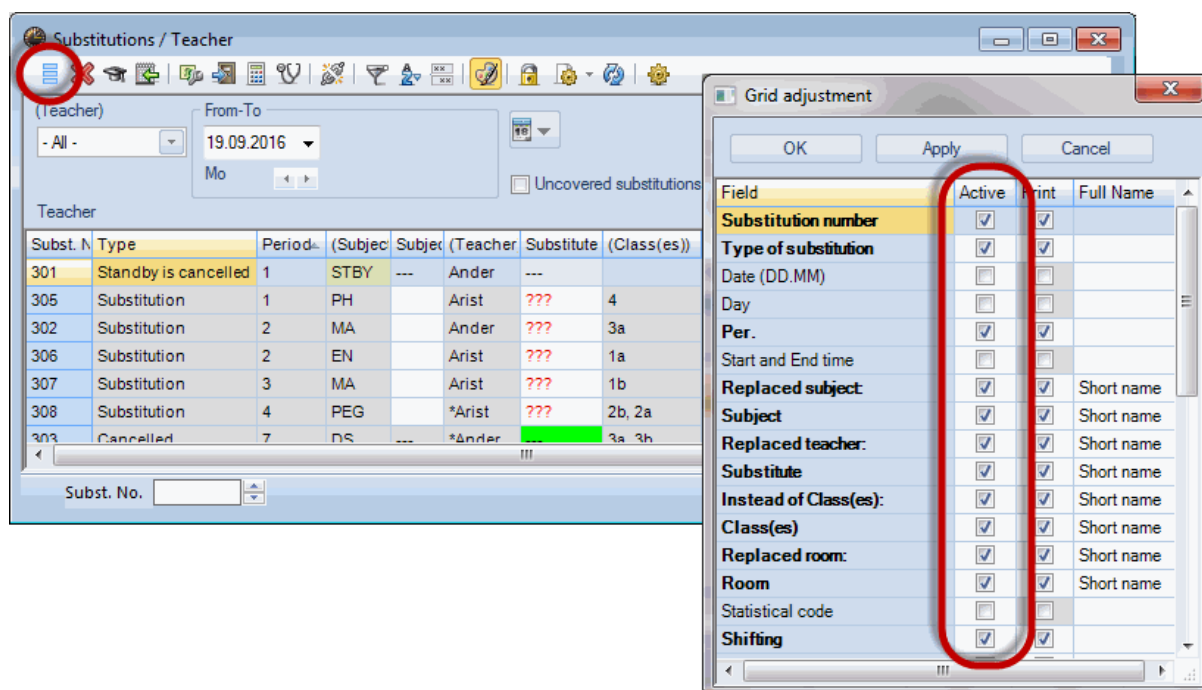 Substitutions / Teacher
(Teacher)
From-To
- All -
19.09.2016
18
Mo
Uncovered substitutions
Teacher
Subst. N Type Period (Subjec Subjec (Teacher Substitute (Class(es))
301 Standby is cancelled 1 STBY --- Ander ---
305 Substitution 1 PH Arist ??? 4
302 Substitution 2 MA Ander ??? 3a
306 Substitution 2 EN Arist ??? 1a
307 Substitution 3 MA Arist ??? 1b
308 Substitution 4 PEG *Arist ??? 2b, 2a
303 Cancelled 7 DS --- *Ander --- 3a, 3b
Subst. No.
Grid adjustment
OK Apply Cancel
Field Active Print Full Name
Substitution number
Type of substitution
Date (DD.MM)
Day
Per.
Start and End time
Replaced subject: Short name
Subject Short name
Replaced teacher: Short name
Substitute Short name
Instead of Class(es): Short name
Class(es) Short name
Replaced room: Short name
Room Short name
Statistical code
Shifting